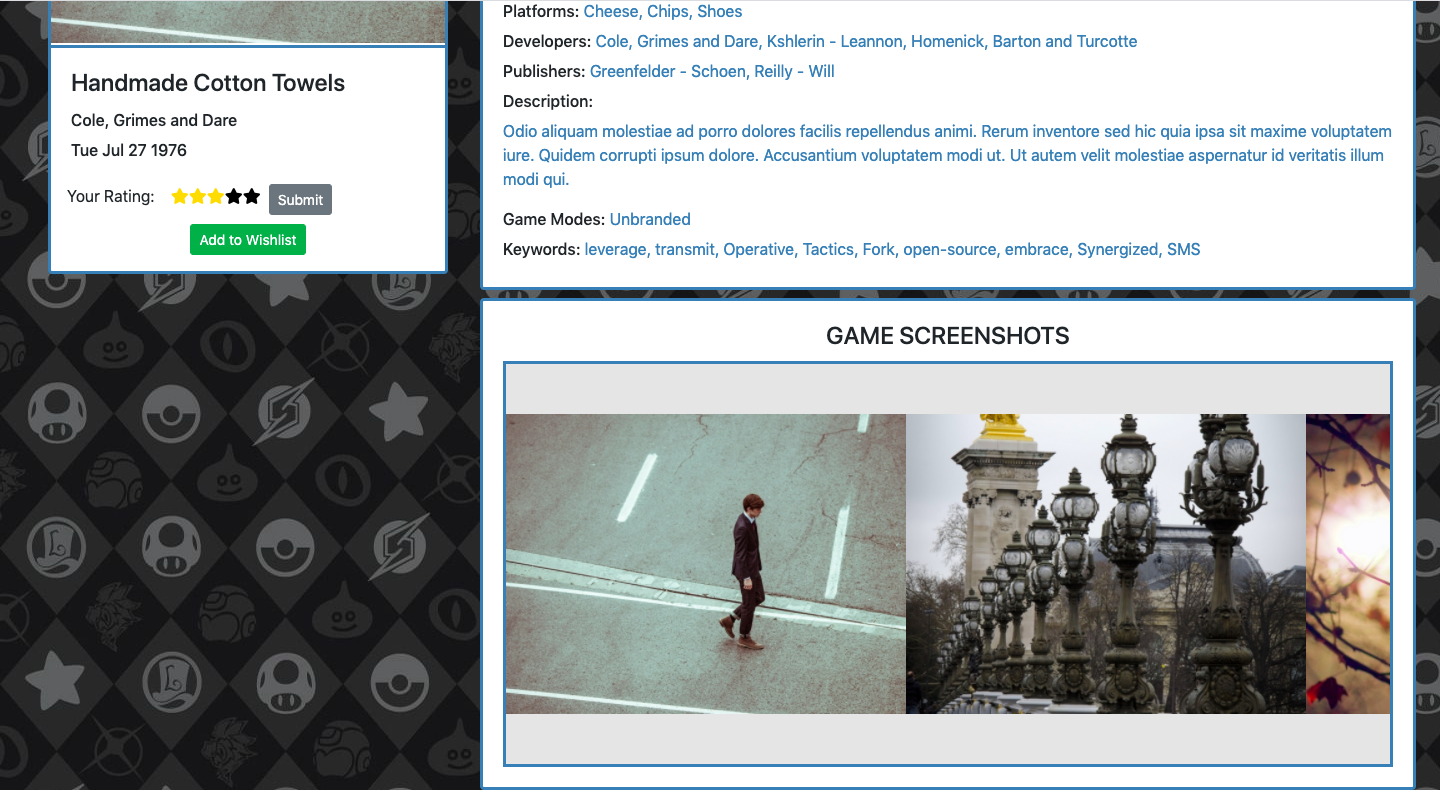 Handmade Cotton Towels
Cole, Grimes and Dare
Tue Jul 27 1976
Your Rating:
Submit
Add to Wishlist
Platforms: Cheese, Chips, Shoes
Developers: Cole, Grimes and Dare, Kshlerin - Leannon, Homenick, Barton and Turcotte
Publishers: Greenfelder - Schoen, Reilly - Will
Description:
Odio aliquam molestiae ad porro dolores facilis repellendus animi. Rerum inventore sed hic quia ipsa sit maxime voluptatem
iure. Quidem corrupti ipsum dolore. Accusantium voluptatem modi ut. Ut autem velit molestiae aspernatur id veritatis illum
modi qui.
Game Modes: Unbranded
Keywords: leverage, transmit, Operative, Tactics, Fork, open-source, embrace, Synergized, SMS
GAME SCREENSHOTS